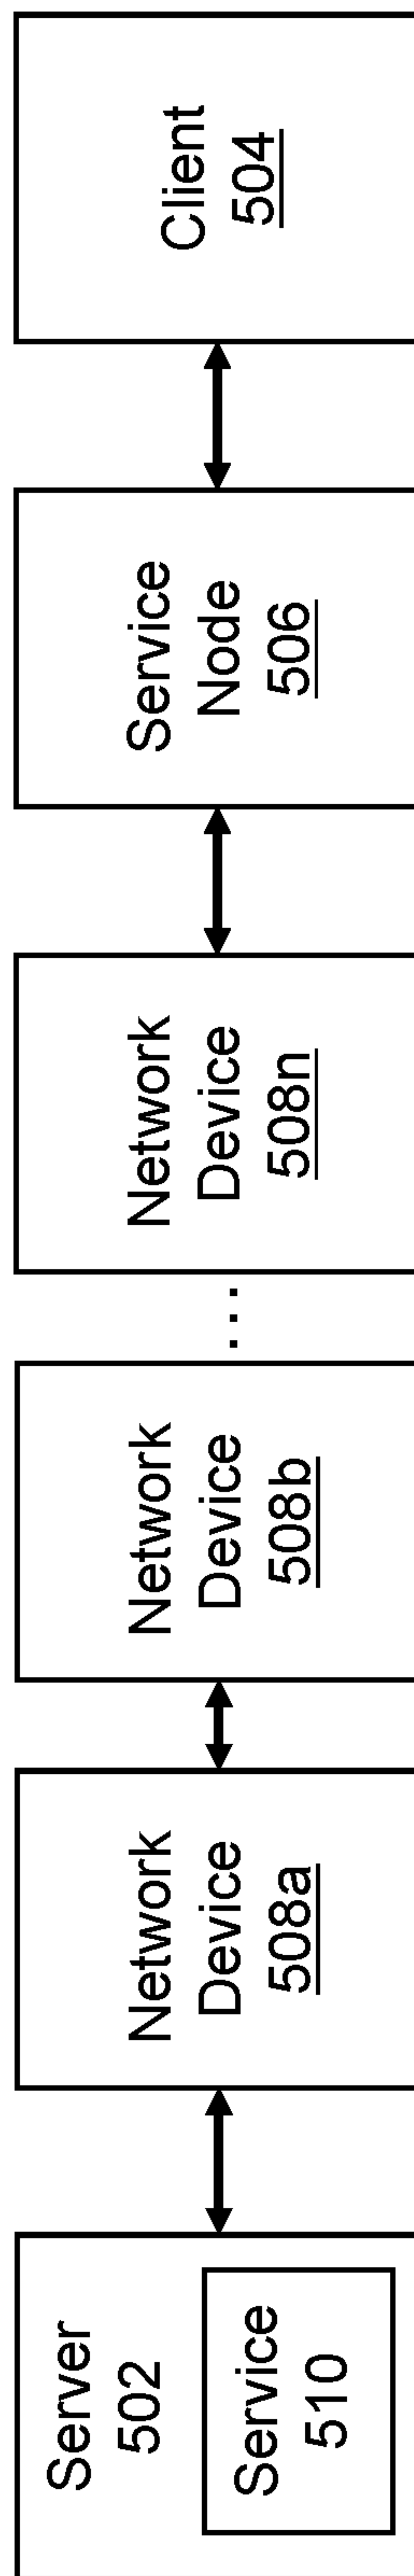 Server
502
Service
510
Network
Device
508a
Network
Device
508b
...
Network
Device
508n
Service
Node
506
Client
504